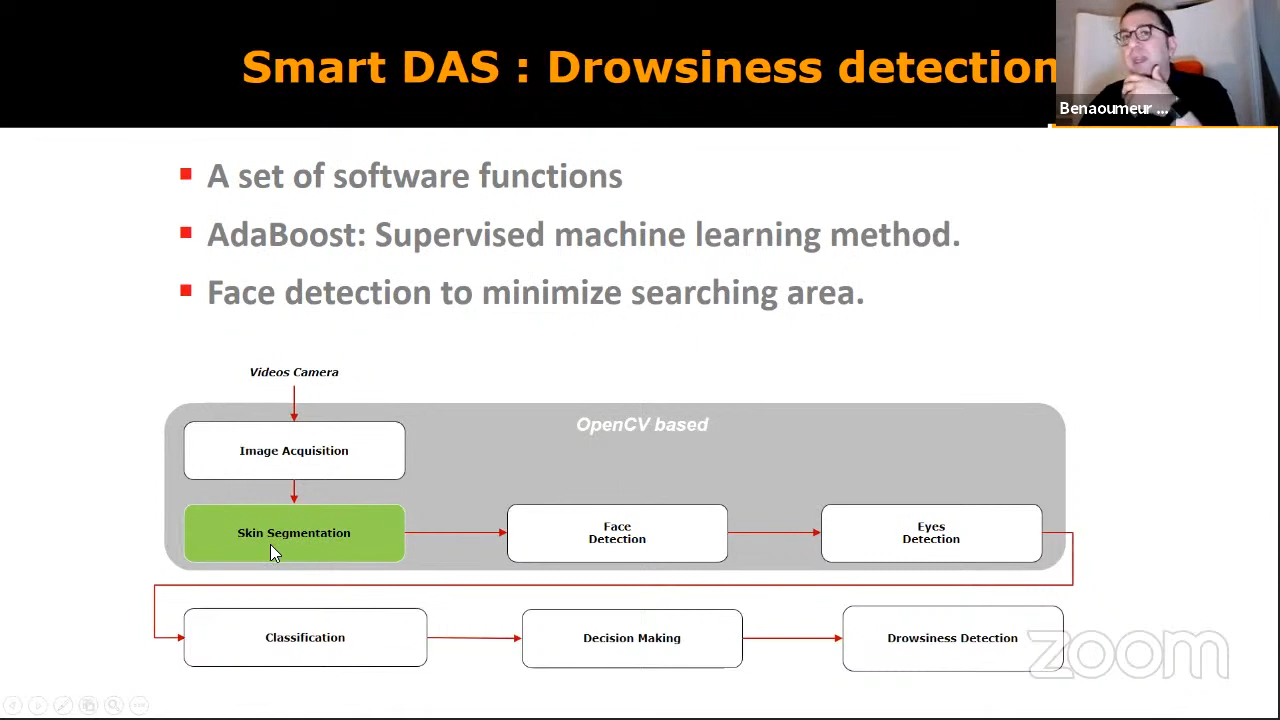 Smart DAS : Drowsiness detection
Benaoumeur ...
A set of software functions
AdaBoost: Supervised machine learning method.
Face detection to minimize searching area.
Videos Camera
OpenCV based
Image Acquisition
Skin Segmentation
Face
Detection
Eyes
Detection
Classification
Decision Making
Drowsiness Detection
zoom